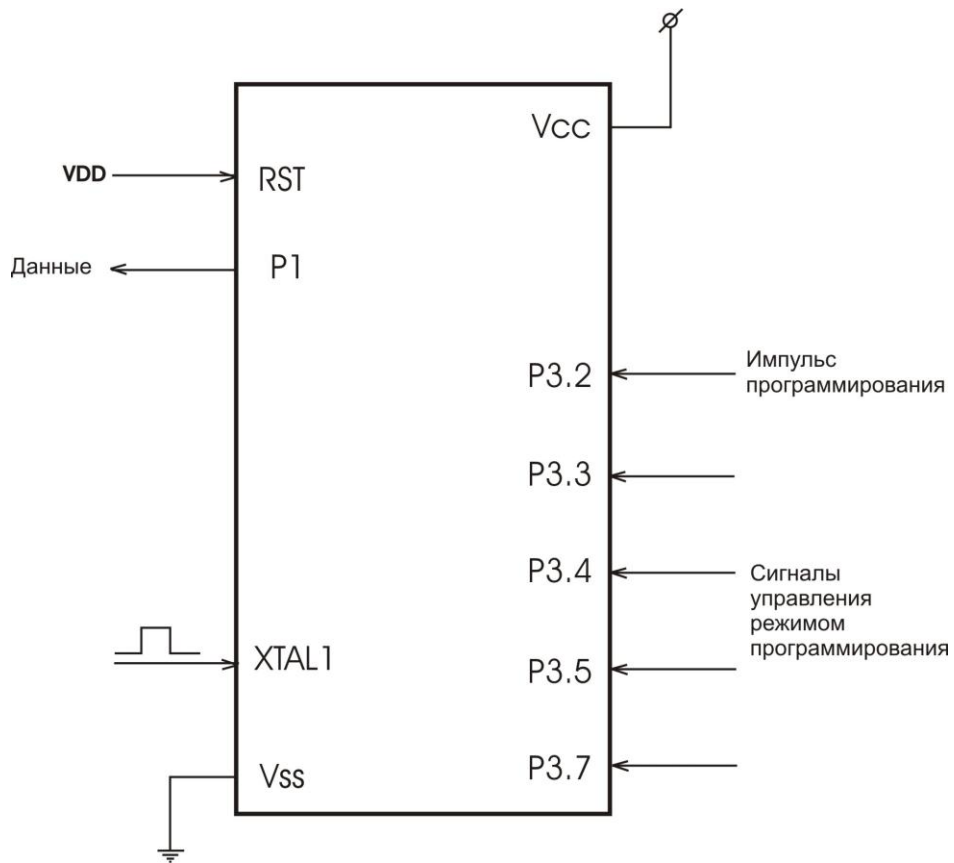 Vcc
VDD
RST
Данные
P1
P3.2
Импульс
программирования
P3.3
P3.4
Сигналы
управления
режимом
программирования
XTAL1
P3.5
Vss
P3.7